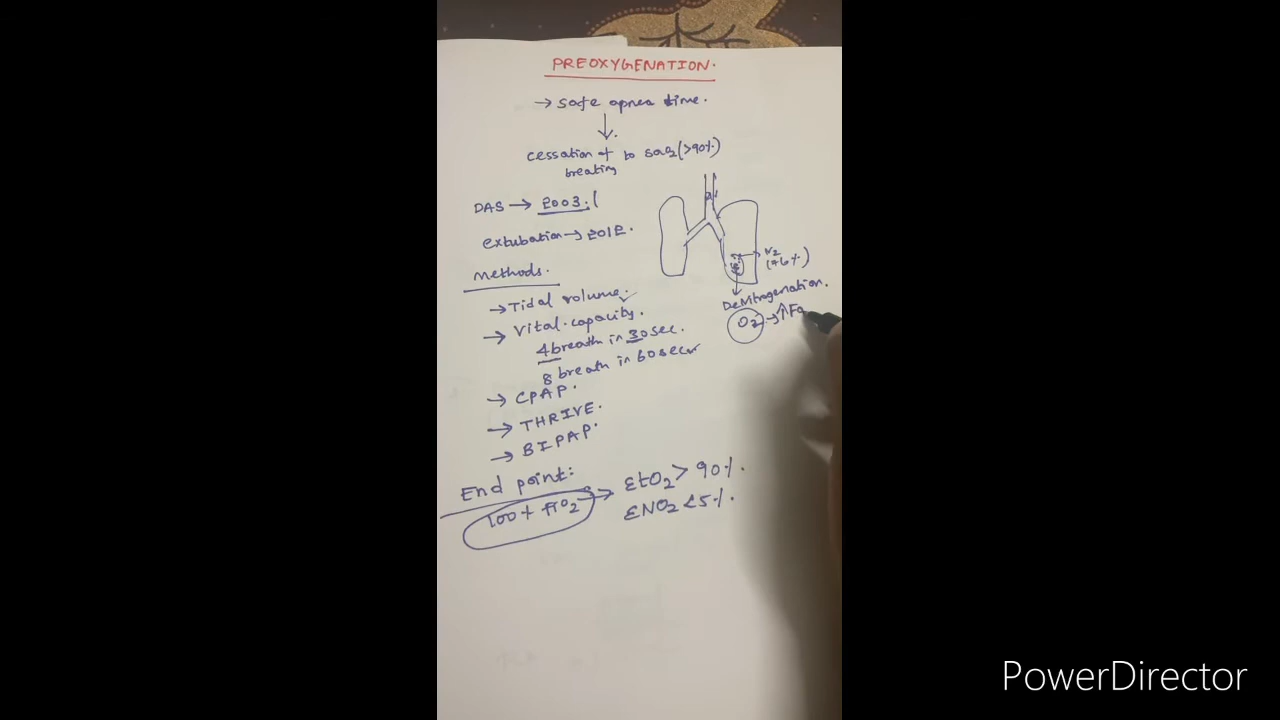 PREOXYGENATION.
→ safe apnea time.
cessation of breating to SaO2 (>90%)
DAS → 2003.
extubation → 2012.
methods.
→ Tidal volume.
→ Vital capacity.
4 breath in 30 sec.
8 breath in 60 sec
→ CPAP.
→ THRIVE.
→ BIPAP.
End point:
100% FiO2 → EtO2 > 90%.
ENO2 < 5%.
N2
DeNitrogenation.
O2 → ↑
PowerDirector